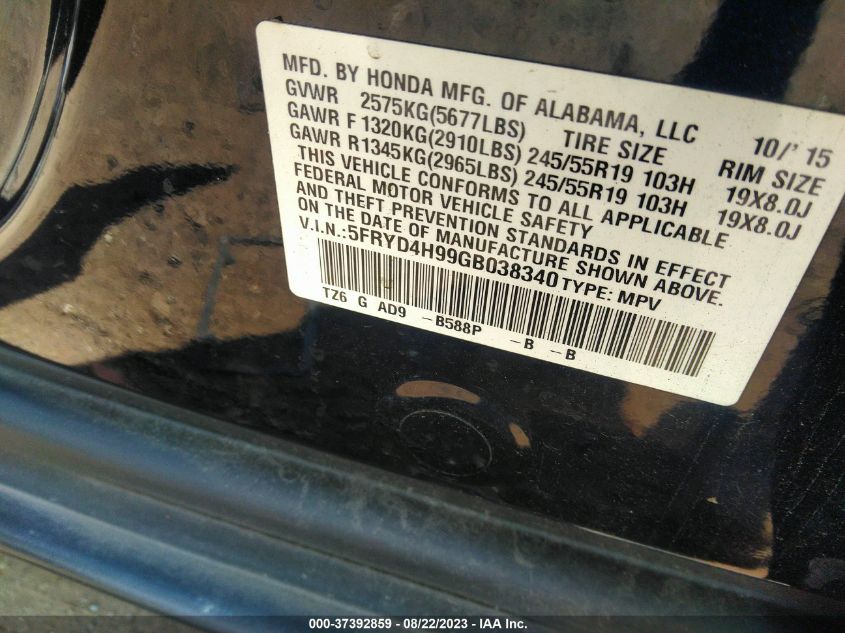 MFD. BY HONDA MFG. OF ALABAMA, LLC 10/'15
GVWR 2575KG(5677LBS) TIRE SIZE RIM SIZE
GAWR F 1320KG(2910LBS) 245/55R19 103H 19X8.0J
GAWR R1345KG(2965LBS) 245/55R19 103H 19X8.0J
THIS VEHICLE CONFORMS TO ALL APPLICABLE
FEDERAL MOTOR VEHICLE SAFETY
AND THEFT PREVENTION STANDARDS IN EFFECT
ON THE DATE OF MANUFACTURE SHOWN ABOVE.
V.I.N.:5FRYD4H99GB038340 TYPE: MPV
TZ6 G AD9 -B588P -B -B
000-37392859 - 08/22/2023 - IAA Inc.